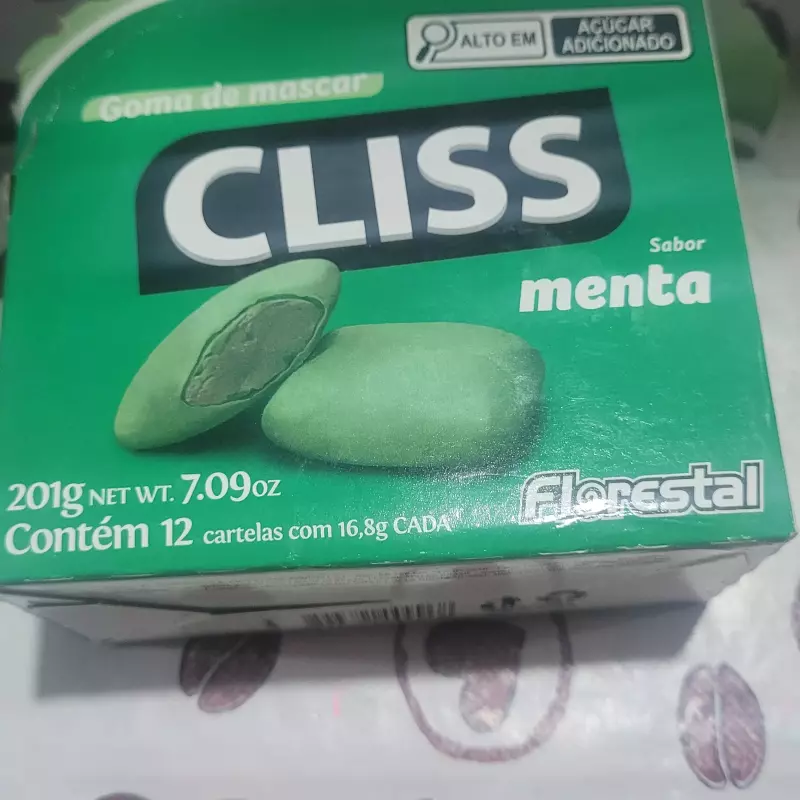 ALTO EM
AÇÚCAR
ADICIONADO
Goma de mascar
CLISS
Sabor
menta
201g NET WT. 7.09OZ
Contém 12 cartelas com 16,8g CADA
Florestal